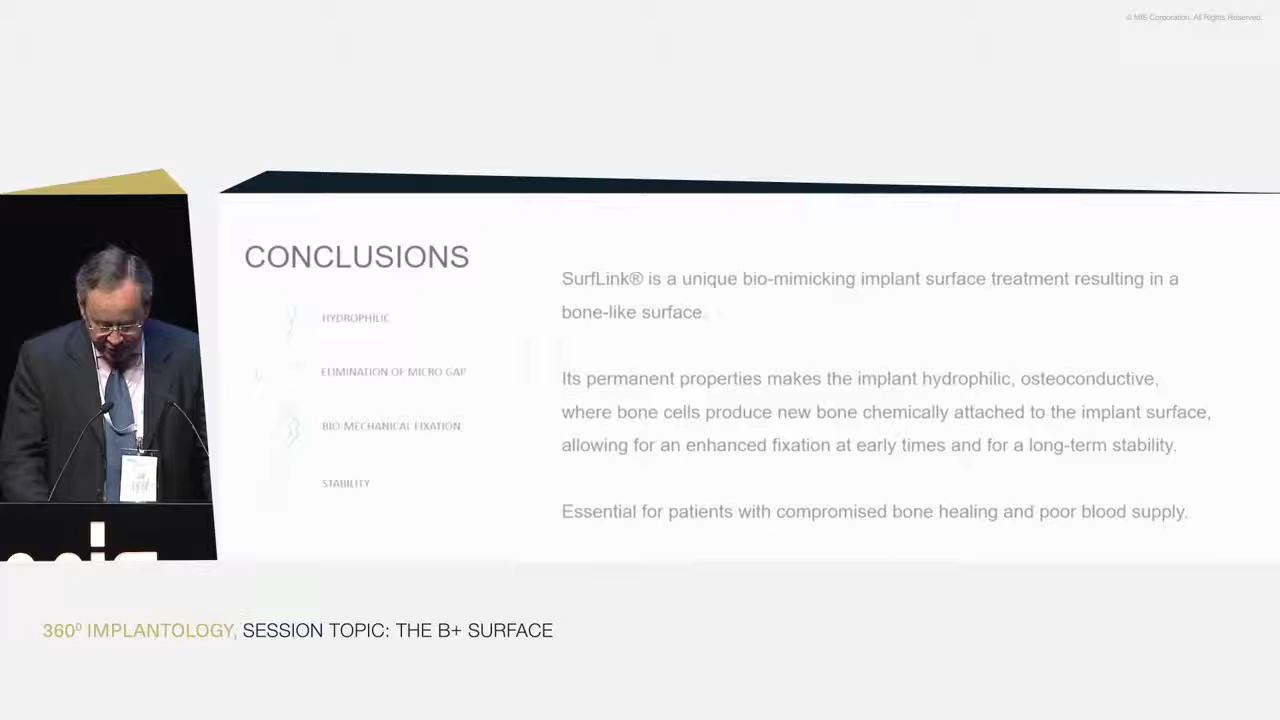 © MIS Corporation. All Rights Reserved.
CONCLUSIONS
HYDROPHILIC
ELIMINATION OF MICRO GAP
BIO-MECHANICAL FIXATION
STABILITY
SurfLink® is a unique bio-mimicking implant surface treatment resulting in a
bone-like surface.
Its permanent properties makes the implant hydrophilic, osteoconductive,
where bone cells produce new bone chemically attached to the implant surface,
allowing for an enhanced fixation at early times and for a long-term stability.
Essential for patients with compromised bone healing and poor blood supply.
360⁰ IMPLANTOLOGY, SESSION TOPIC: THE B+ SURFACE